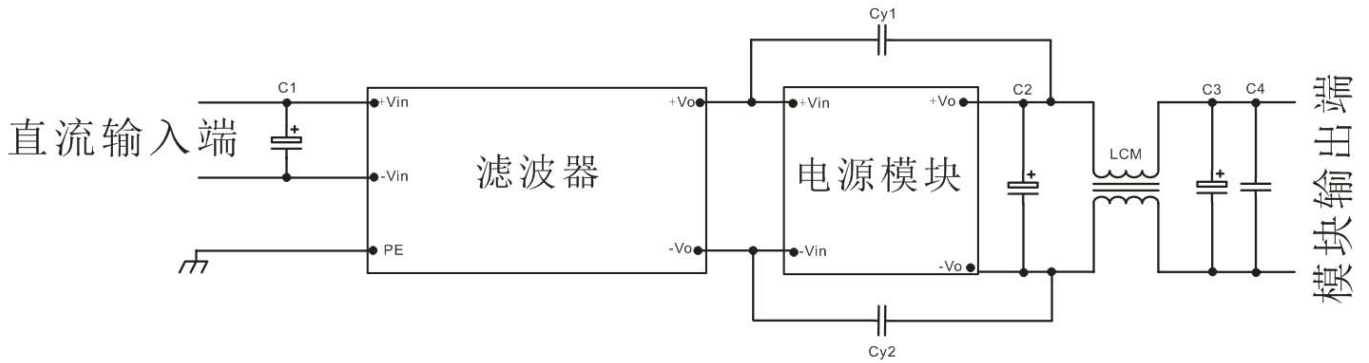 Cy1
C1
+Vin
+Vo
+Vin
+Vo
C2
C3
C4
直流输入端
滤波器
电源模块
LCM
模块输出端
-Vin
PE
-Vo
-Vin
-Vo
Cy2
+
+
+